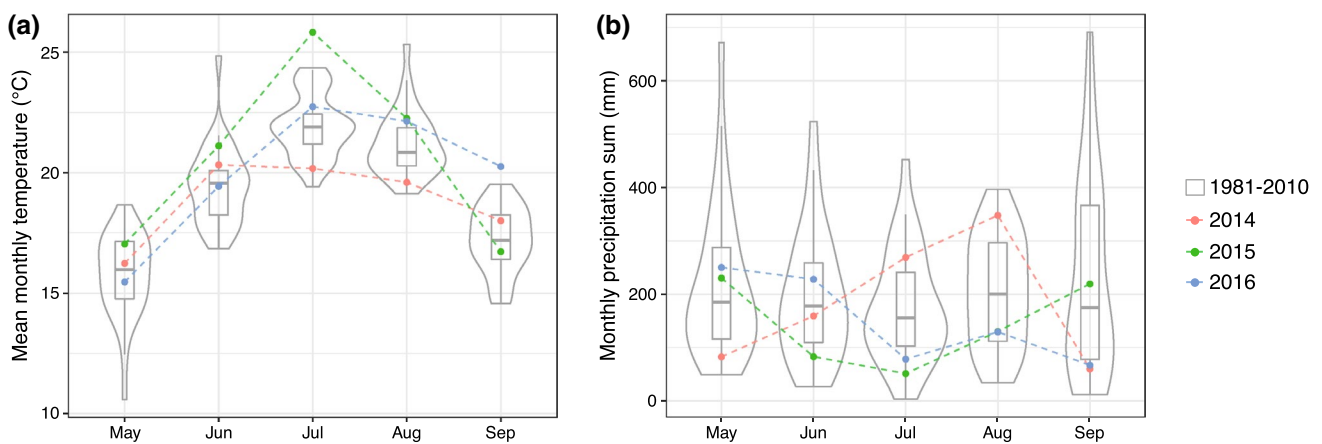 (a)
Mean monthly temperature (°C)
25
20
15
10
May Jun Jul Aug Sep
(b)
Monthly precipitation sum (mm)
600
400
200
0
May Jun Jul Aug Sep
1981-2010
2014
2015
2016